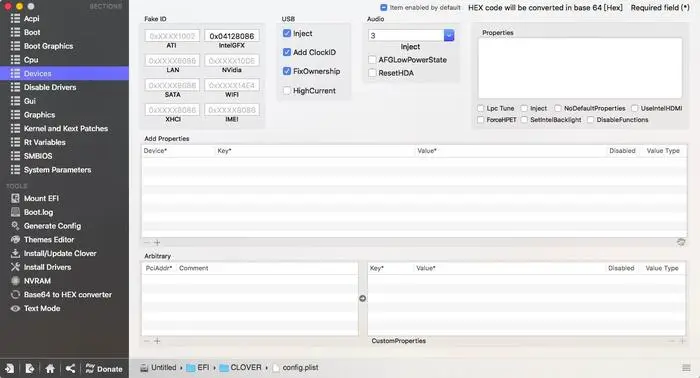 SECTIONS
Acpi
Boot
Boot Graphics
Cpu
Devices
Disable Drivers
Gui
Graphics
Kernel and Kext Patches
Rt Variables
SMBIOS
System Parameters
TOOLS
Mount EFI
Boot.log
Generate Config
Themes Editor
Install/Update Clover
Install Drivers
NVRAM
Base64 to HEX converter
Text Mode
Pay Pal Donate
Item enabled by default HEX code will be converted in base 64 [Hex] Required field (*)
Fake ID
0xXXXX1002 0x04128086
ATI IntelGFX
0xXXXX8086 0xXXXX10DE
LAN NVidia
0xXXXX8086 0xXXXX14E4
SATA WIFI
0xXXXX8086 0xXXXX8086
XHCI IMEI
USB
Inject
Add ClockID
FixOwnership
HighCurrent
Audio
3
Inject
AFGLowPowerState
ResetHDA
Properties
Lpc Tune Inject NoDefaultProperties UseIntelHDMI
ForceHPET SetIntelBacklight DisableFunctions
Add Properties
Device* Key* Value* Disabled Value Type
Arbitrary
PciAddr* Comment
Key* Value* Disabled Value Type
CustomProperties
Untitled EFI CLOVER config.plist